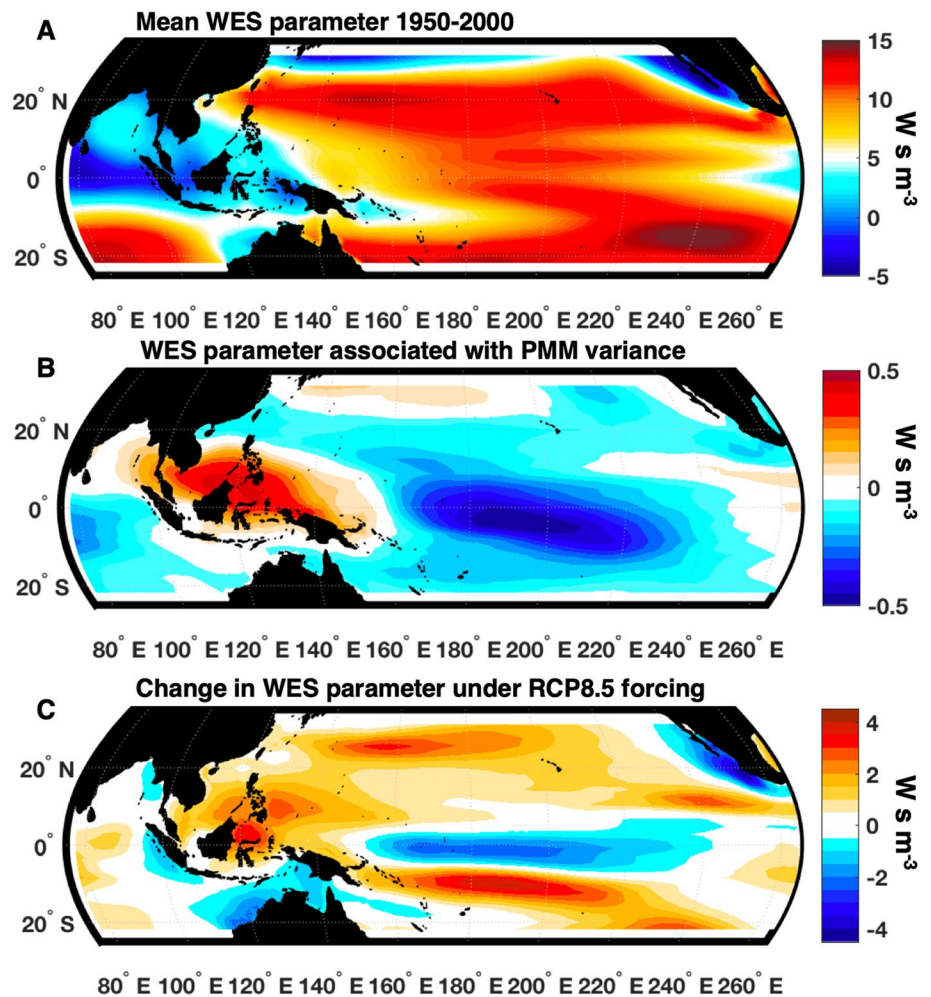 A
Mean WES parameter 1950-2000
20° N
0°
20° S
80° E 100° E 120° E 140° E 160° E 180° E 200° E 220° E 240° E 260° E
15
10
5
0
-5
W s m-3
B
WES parameter associated with PMM variance
20° N
0°
20° S
80° E 100° E 120° E 140° E 160° E 180° E 200° E 220° E 240° E 260° E
0.5
0
-0.5
W s m-3
C
Change in WES parameter under RCP8.5 forcing
20° N
0°
20° S
80° E 100° E 120° E 140° E 160° E 180° E 200° E 220° E 240° E 260° E
4
2
0
-2
-4
W s m-3